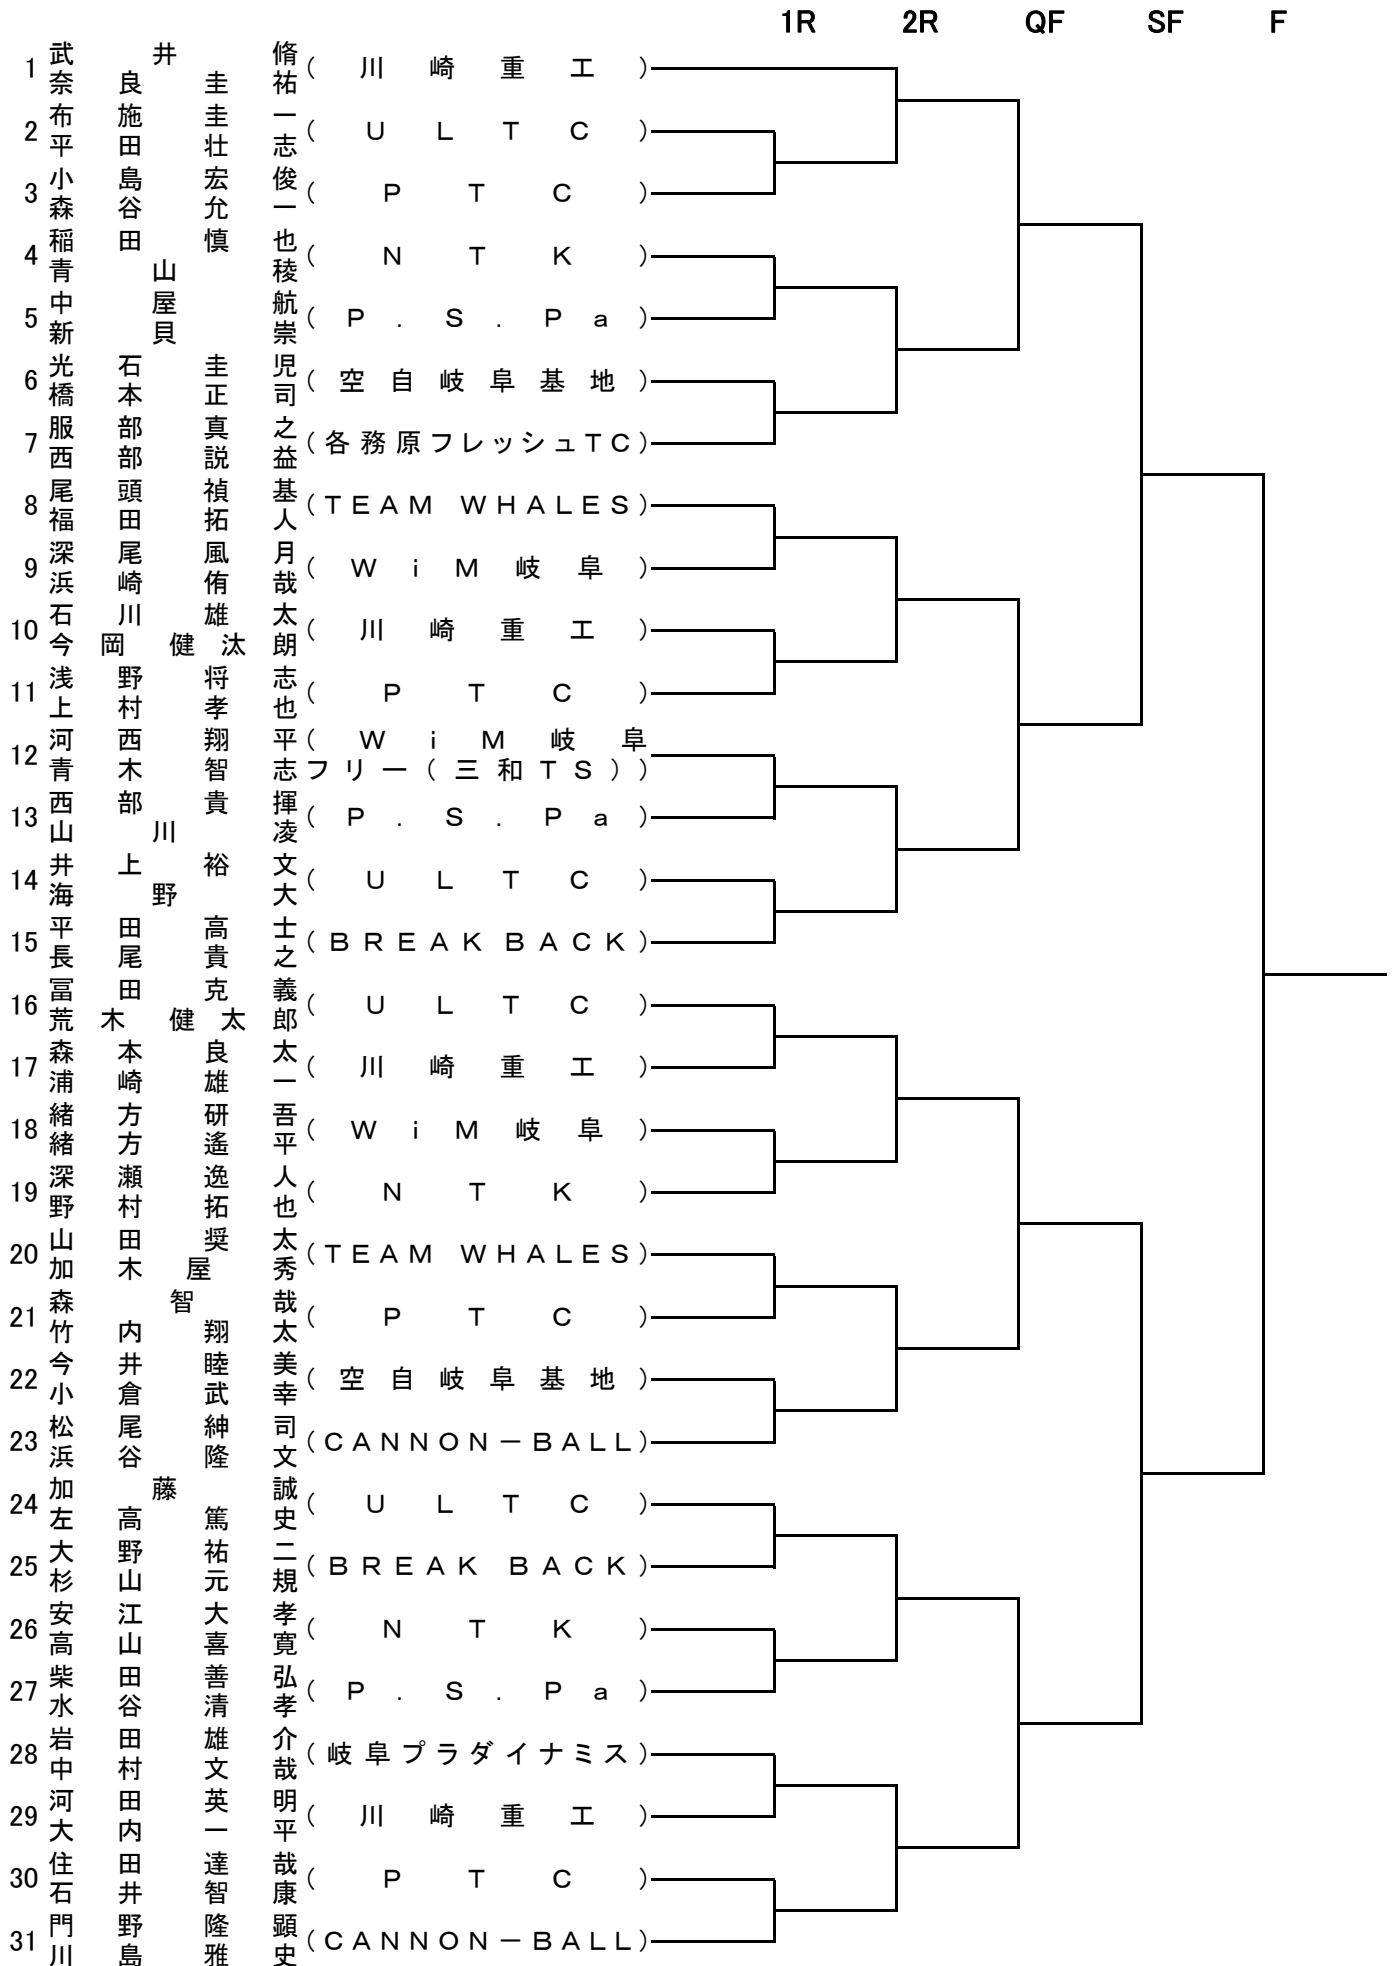 1R 2R QF SF F
武井脩
1 (川崎重工)
奈良圭祐
布施圭一
2 (ULTC)
平田壮志
小島宏俊
3 (PTC)
森谷允一
稲田慎也
4 (NTK)
青山稜
中屋航
5 (P.S.Pa)
新貝崇
光石圭児
6 (空自岐阜基地)
橋本正司
服部真之
7 (各務原フレッシュTC)
西部説益
尾頭禎基
8 (TEAM WHALES)
福田拓人
深尾風月
9 (WiM岐阜)
浜崎侑哉
石川雄太
10 (川崎重工)
今岡健汰朗
浅野将志
11 (PTC)
上村孝也
河西翔平(WiM岐阜
12
青木智志フリー(三和TS))
西部貴揮
13 (P.S.Pa)
山川凌
井上裕文
14 (ULTC)
海野大
平田高士
15 (BREAK BACK)
長尾貴之
冨田克義
16 (ULTC)
荒木健太郎
森本良太
17 (川崎重工)
浦崎雄一
緒方研吾
18 (WiM岐阜)
緒方遙平
深瀬逸人
19 (NTK)
野村拓也
山田奨太
20 (TEAM WHALES)
加木屋秀
森智哉
21 (PTC)
竹内翔太
今井睦美
22 (空自岐阜基地)
小倉武幸
松尾紳司
23 (CANNON-BALL)
浜谷隆文
加藤誠
24 (ULTC)
左高篤史
大野祐二
25 (BREAK BACK)
杉山元規
安江大孝
26 (NTK)
高山喜寛
柴田善弘
27 (P.S.Pa)
水谷清孝
岩田雄介
28 (岐阜プラダイナミス)
中村文哉
河田英明
29 (川崎重工)
大内一平
住田達哉
30 (PTC)
石井智康
門野隆顕
31 (CANNON-BALL)
川島雅史